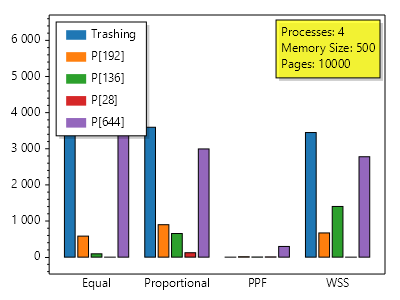 6 000
5 000
4 000
3 000
2 000
1 000
0
Trashing
P[192]
P[136]
P[28]
P[644]
Processes: 4
Memory Size: 500
Pages: 10000
Equal
Proportional
PPF
WSS